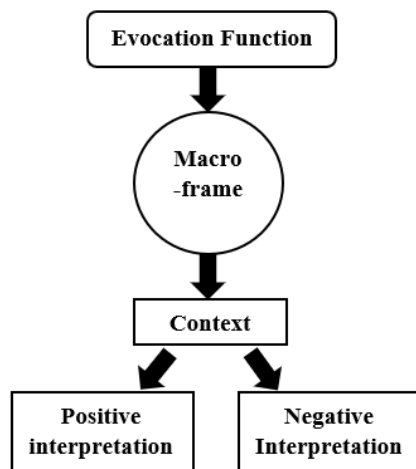 Evocation Function
Macro
-frame
Context
Positive
interpretation
Negative
Interpretation